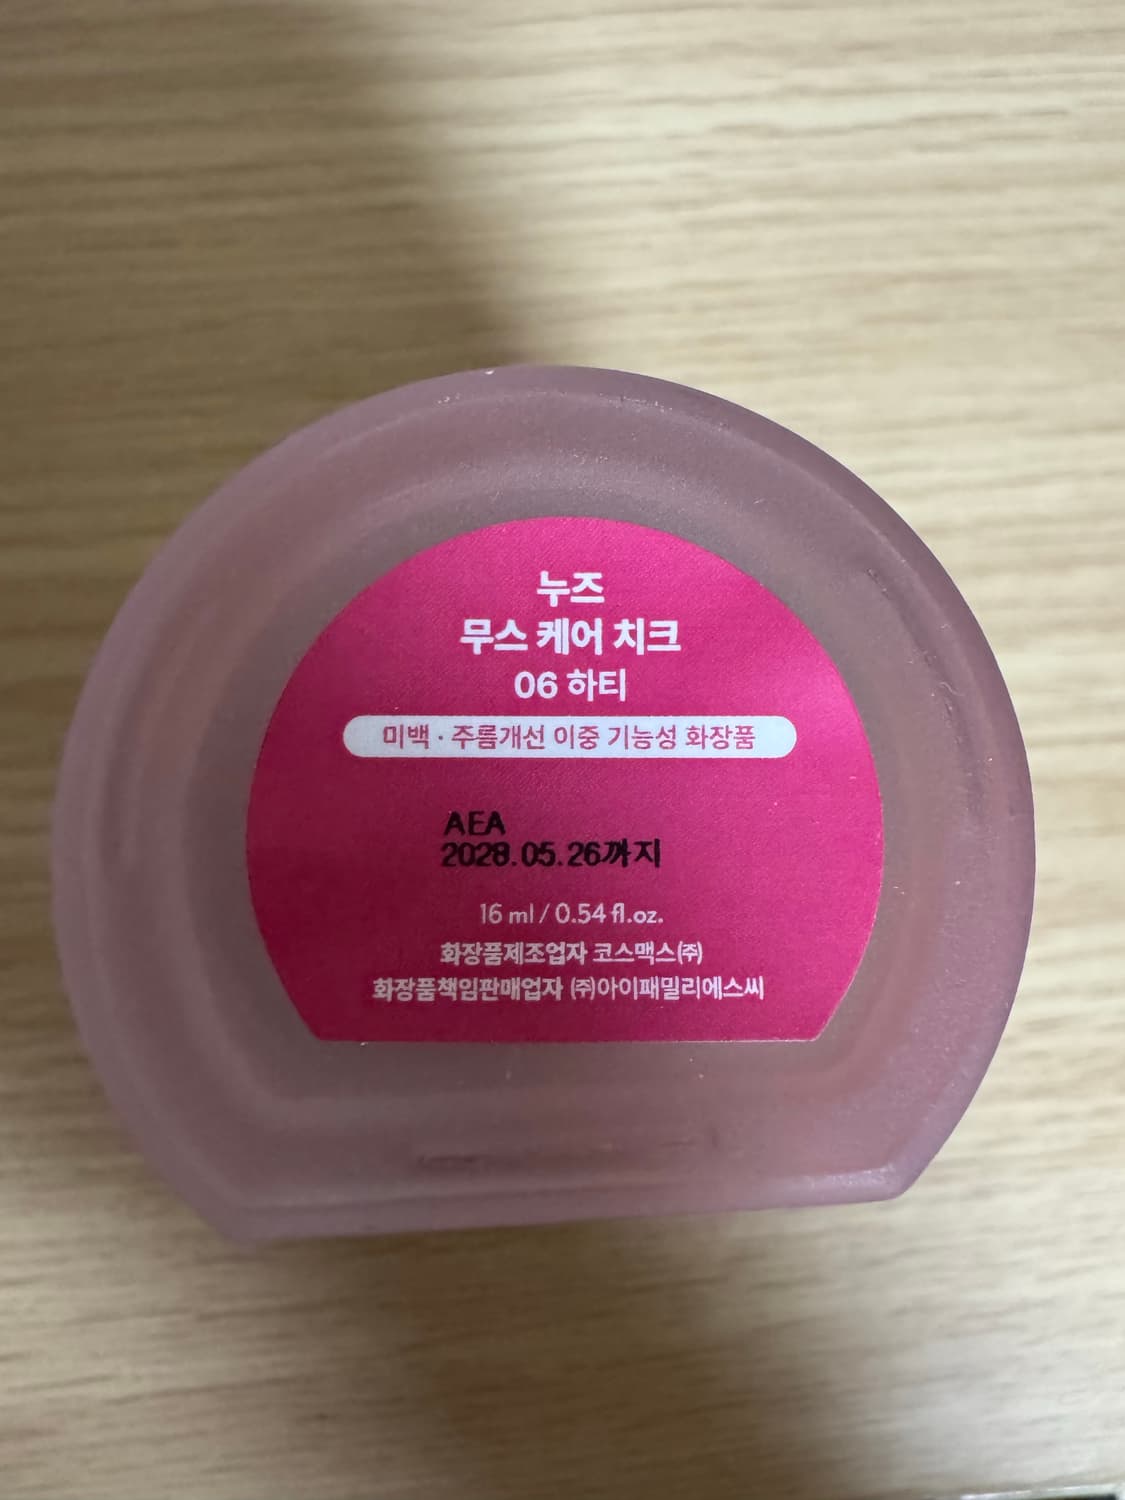 누즈
무스 케어 치크
06 하티
미백 · 주름개선 이중 기능성 화장품
AEA
2028.05.26까지
16 ml / 0.54 fl.oz.
화장품제조업자 코스맥스㈜
화장품책임판매업자 ㈜아이패밀리에스씨